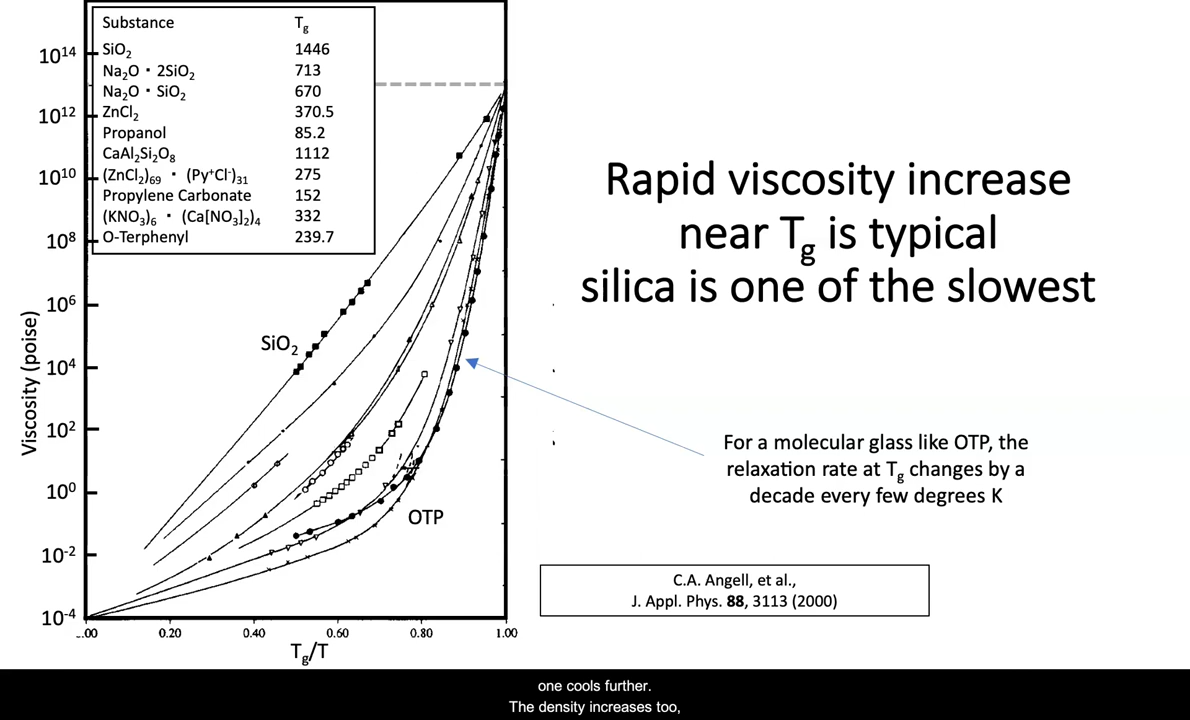 Substance Tg
SiO2 1446
Na2O · 2SiO2 713
Na2O · SiO2 670
ZnCl2 370.5
Propanol 85.2
CaAl2Si2O8 1112
(ZnCl2)69 · (Py+Cl-)31 275
Propylene Carbonate 152
(KNO3)6 · (Ca[NO3]2)4 332
O-Terphenyl 239.7
10^14
10^12
10^10
10^8
10^6
10^4
10^2
10^0
10^-2
10^-4
Viscosity (poise)
SiO2
OTP
.00 0.20 0.40 0.60 0.80 1.00
Tg/T
Rapid viscosity increase
near Tg is typical
silica is one of the slowest
For a molecular glass like OTP, the
relaxation rate at Tg changes by a
decade every few degrees K
C.A. Angell, et al.,
J. Appl. Phys. 88, 3113 (2000)
one cools further.
The density increases too,